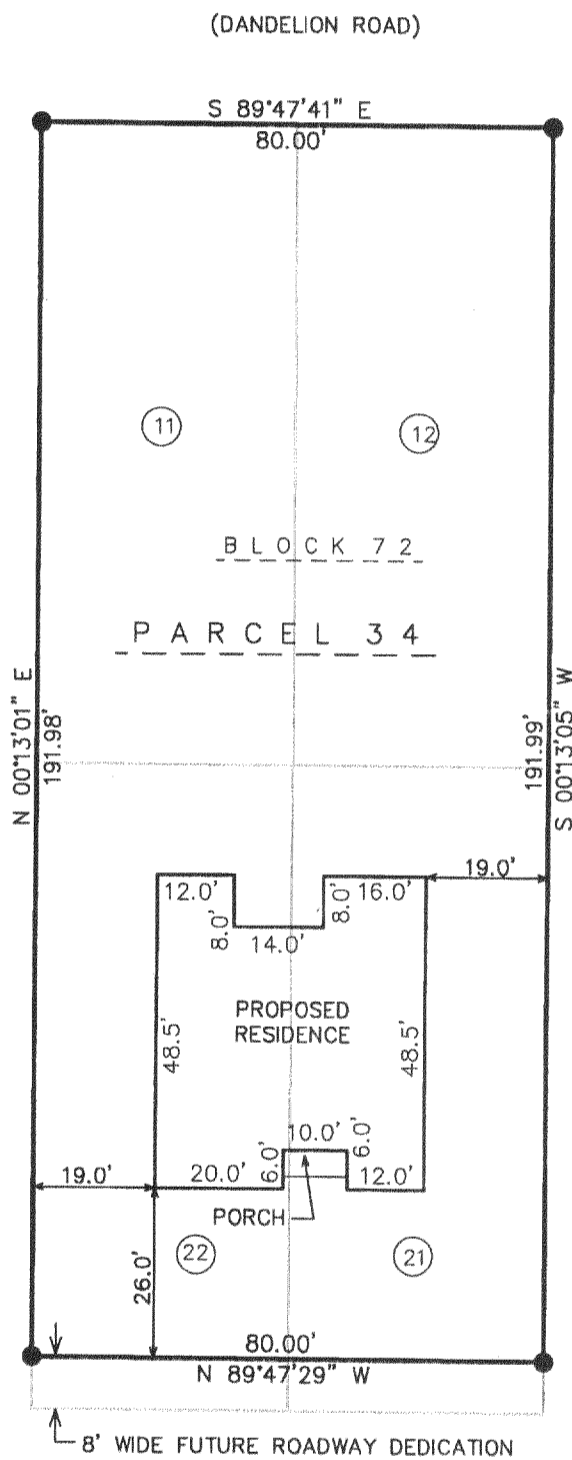 (DANDELION ROAD)
S 89°47'41" E
80.00'
11
12
BLOCK 72
PARCEL 34
N 00°13'01" E
191.98'
191.99'
S 00°13'05" W
12.0'
8.0'
14.0'
8.0'
16.0'
19.0'
PROPOSED
RESIDENCE
48.5'
48.5'
10.0'
6.0'
6.0'
19.0'
20.0'
12.0'
PORCH
22
21
26.0'
80.00'
N 89°47'29" W
8' WIDE FUTURE ROADWAY DEDICATION